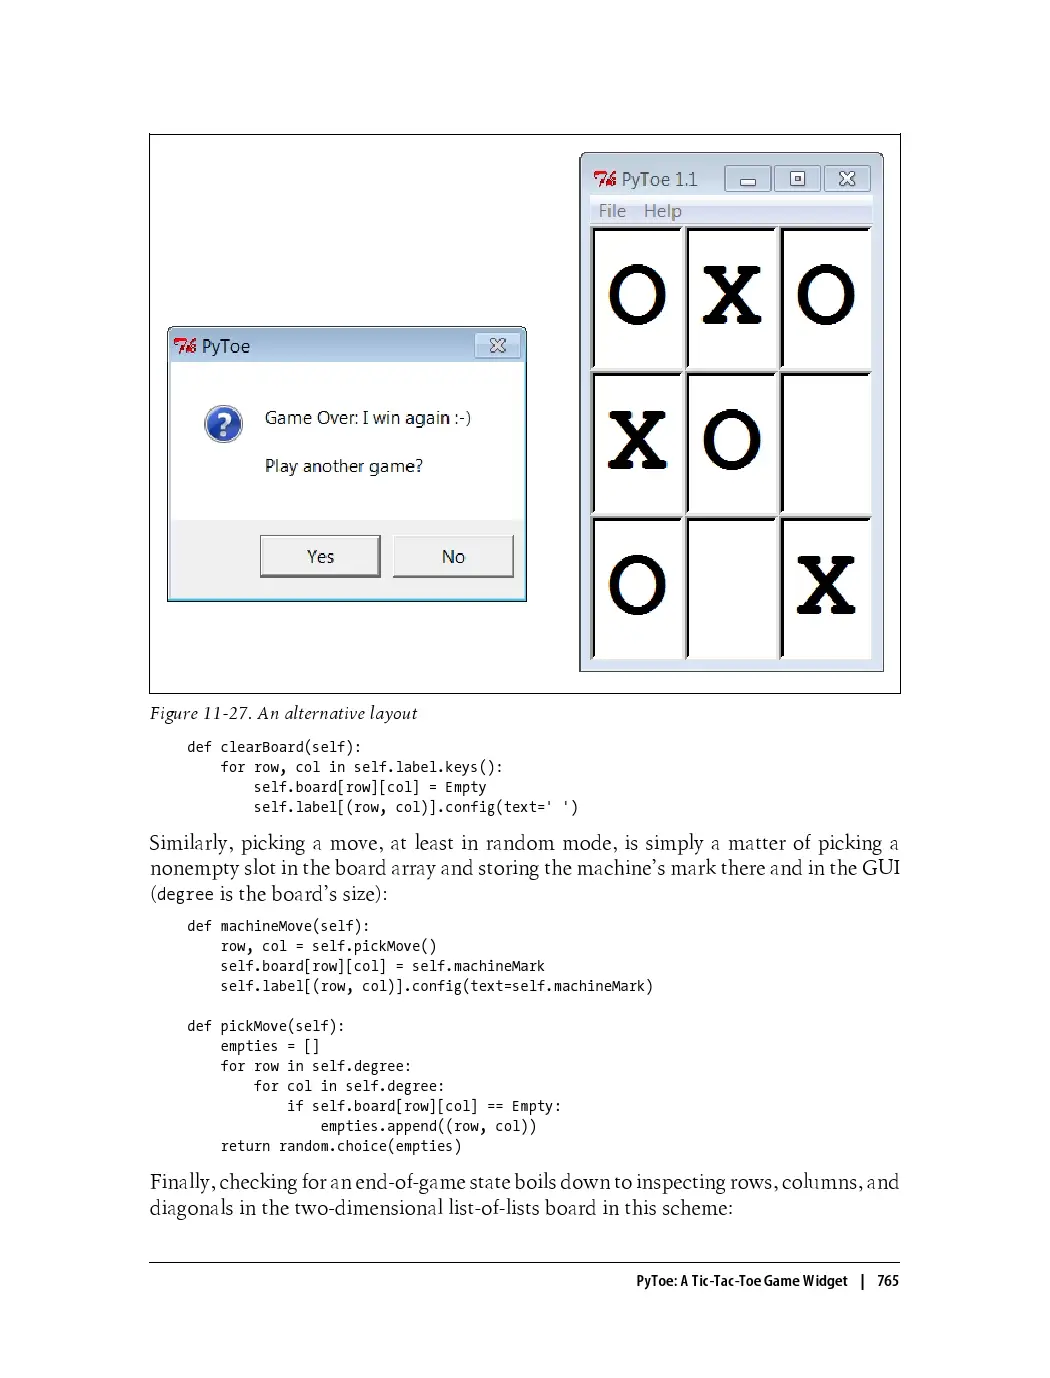 PyToe 1.1
File Help
O X O
PyToe
Game Over: I win again :-)
X O
Play another game?
Yes No
O X
Figure 11-27. An alternative layout
def clearBoard(self):
    for row, col in self.label.keys():
        self.board[row][col] = Empty
        self.label[(row, col)].config(text=' ')
Similarly, picking a move, at least in random mode, is simply a matter of picking a
nonempty slot in the board array and storing the machine's mark there and in the GUI
(degree is the board's size):
def machineMove(self):
    row, col = self.pickMove()
    self.board[row][col] = self.machineMark
    self.label[(row, col)].config(text=self.machineMark)
def pickMove(self):
    empties = []
    for row in self.degree:
        for col in self.degree:
            if self.board[row][col] == Empty:
                empties.append((row, col))
    return random.choice(empties)
Finally, checking for an end-of-game state boils down to inspecting rows, columns, and
diagonals in the two-dimensional list-of-lists board in this scheme:
PyToe: A Tic-Tac-Toe Game Widget | 765